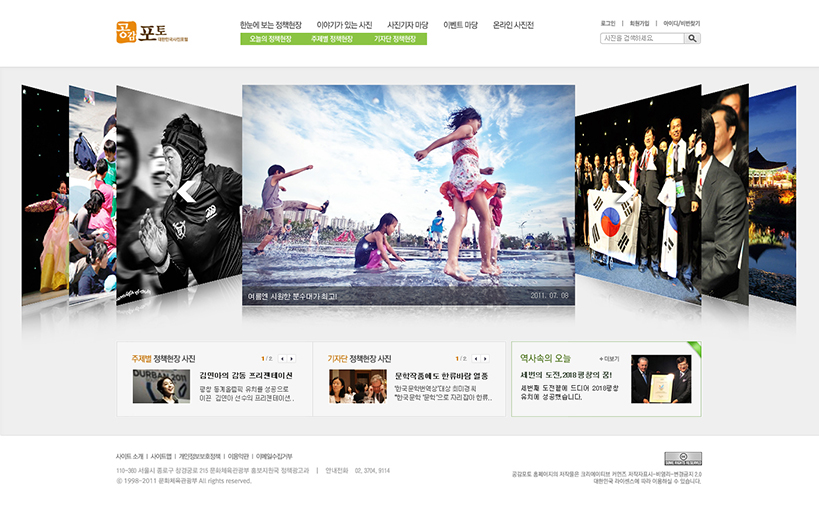 공감 포토
대한민국사진포털
한눈에 보는 정책현장 이야기가 있는 사진 사진기자 마당 이벤트 마당 온라인 사진전
오늘의 정책현장 주제별 정책현장 기자단 정책현장
로그인 | 회원가입 | 아이디/비번찾기
사진을 검색하세요.
여름엔 시원한 분수대가 최고! 2011. 07. 08
주제별 정책현장 사진 1 / 2
DURBAN 2011
김연아의 감동 프리젠테이션
평창 동계올림픽 유치를 성공으로
이끈 김연아 선수의 프리젠테이션..
기자단 정책현장 사진 1 / 2
문학작품에도 한류바람 열풍
"한국문학번역상"대상 최미경 씨
"한국 문학 '문학'으로 자리잡아 한류..
역사속의 오늘 더보기
세번의 도전,2018평창의 꿈!
세번째 도전끝에 드디어 2018평창
유치에 성공했습니다.
사이트 소개 | 사이트맵 | 개인정보보호정책 | 이용약관 | 이메일수집거부
110-360 서울시 종로구 창경궁로 215 문화체육관광부 홍보지원국 정책광고과 | 안내전화 02. 3704. 9114
© 1998-2011 문화체육관광부 All rights reserved.
공감포토 홈페이지의 저작물은 크리에이티브 커먼즈 저작자표시-비영리-변경금지 2.0
대한민국 라이센스에 따라 이용하실 수 있습니다.